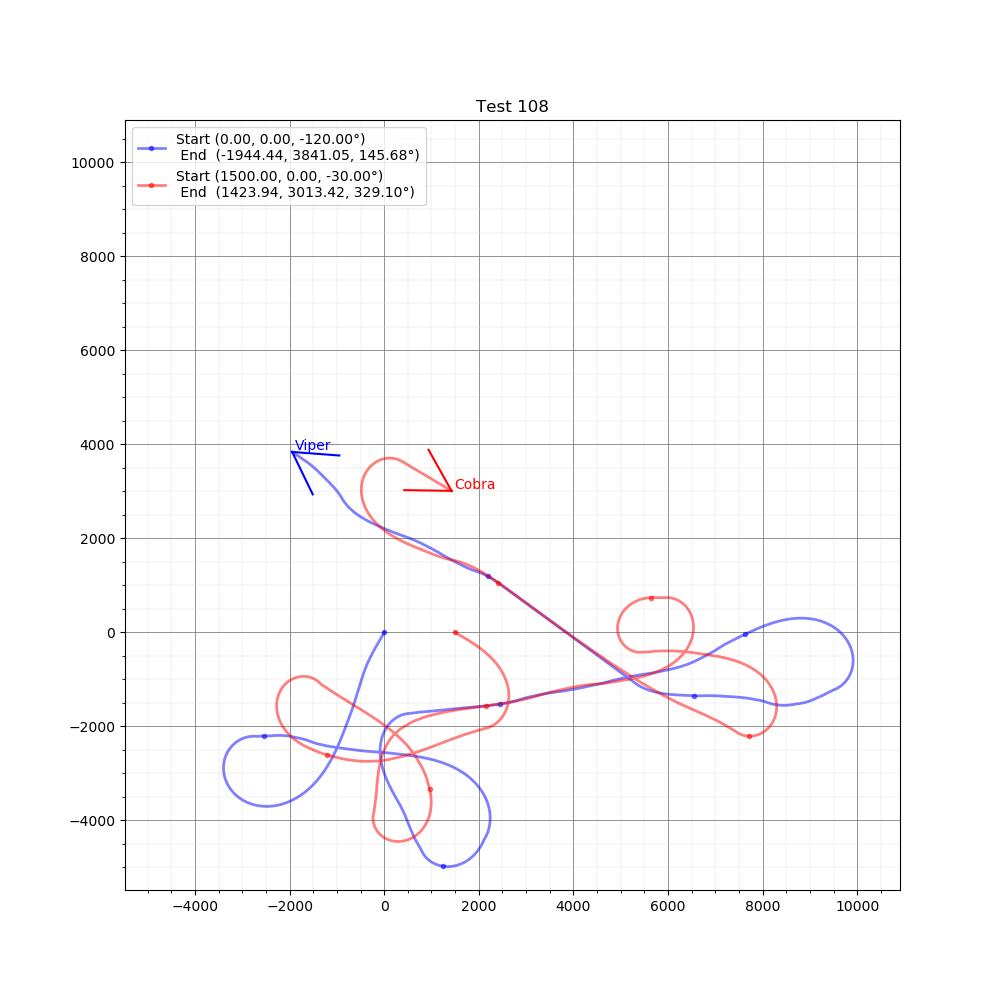 Test 108
Start (0.00, 0.00, -120.00°)
End  (-1944.44, 3841.05, 145.68°)
Start (1500.00, 0.00, -30.00°)
End  (1423.94, 3013.42, 329.10°)
10000
8000
6000
4000
2000
0
−2000
−4000
Viper
Cobra
−4000 −2000 0 2000 4000 6000 8000 10000